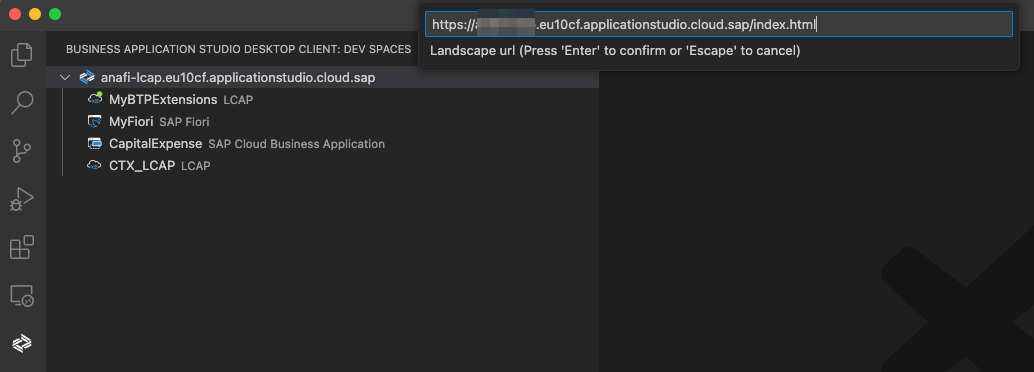 https://a.eu10cf.applicationstudio.cloud.sap/index.html
Landscape url (Press 'Enter' to confirm or 'Escape' to cancel)
BUSINESS APPLICATION STUDIO DESKTOP CLIENT: DEV SPACES
anafi-lcap.eu10cf.applicationstudio.cloud.sap
MyBTPExtensions LCAP
MyFiori SAP Fiori
CapitalExpense SAP Cloud Business Application
CTX_LCAP LCAP